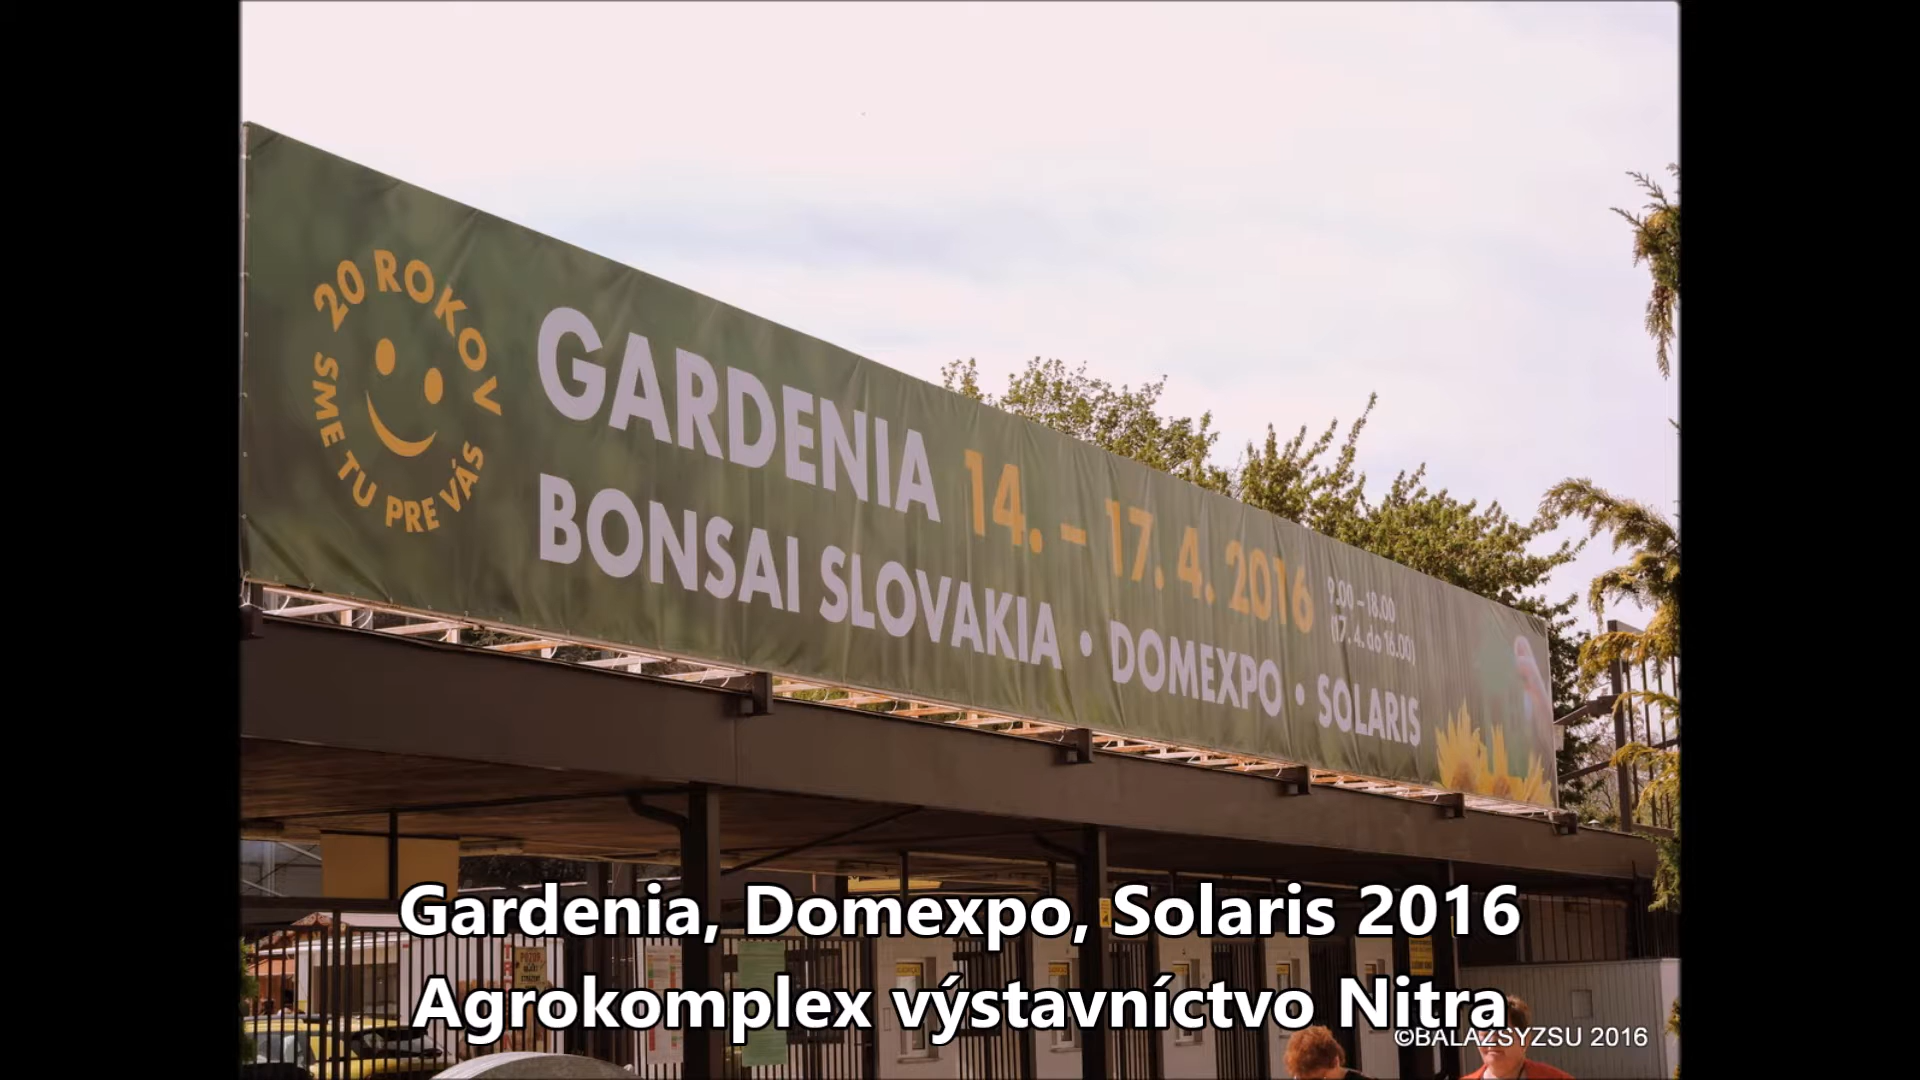 20 ROKOV
SME TU PRE VÁS
GARDENIA 14. – 17. 4. 2016
9.00 – 18.00
(17. 4. do 16.00)
BONSAI SLOVAKIA • DOMEXPO • SOLARIS
POZOR
Gardenia, Domexpo, Solaris 2016
Agrokomplex výstavníctvo Nitra
©BALAZSYZSU 2016